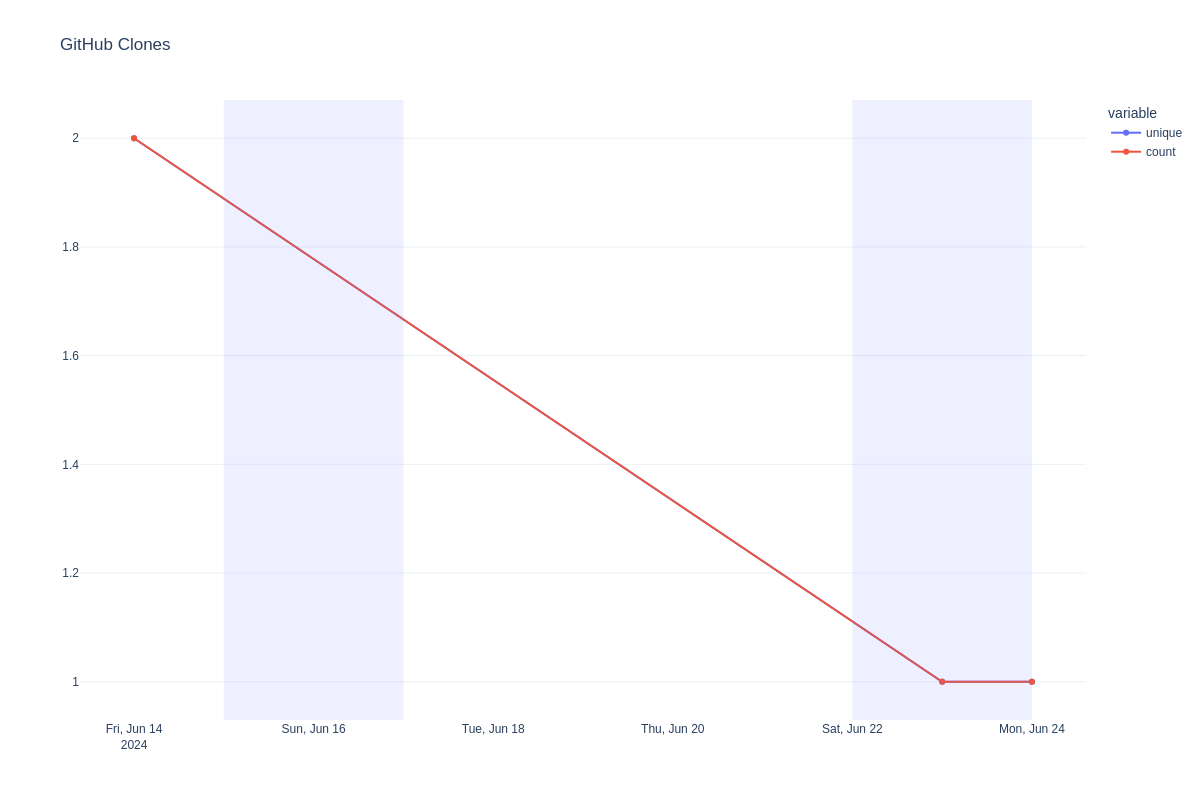 GitHub Clones
variable
unique
count
2
1.8
1.6
1.4
1.2
1
Fri, Jun 14
2024
Sun, Jun 16
Tue, Jun 18
Thu, Jun 20
Sat, Jun 22
Mon, Jun 24